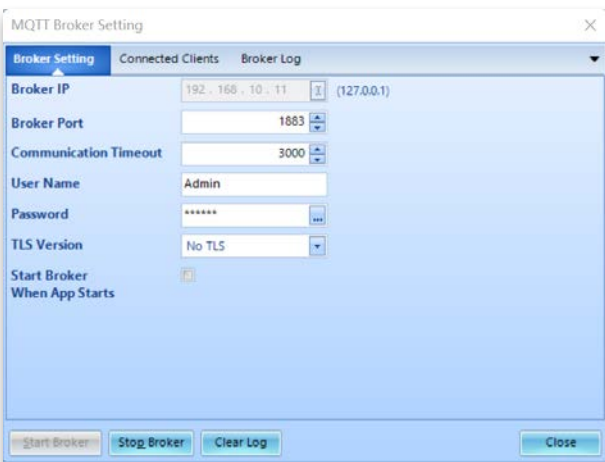 MQTT Broker Setting
Broker Setting Connected Clients Broker Log
Broker IP 192 . 168 . 10 . 11 (127.0.0.1)
Broker Port 1883
Communication Timeout 3000
User Name Admin
Password ****** ...
TLS Version No TLS
Start Broker
When App Starts
Start Broker Stop Broker Clear Log Close